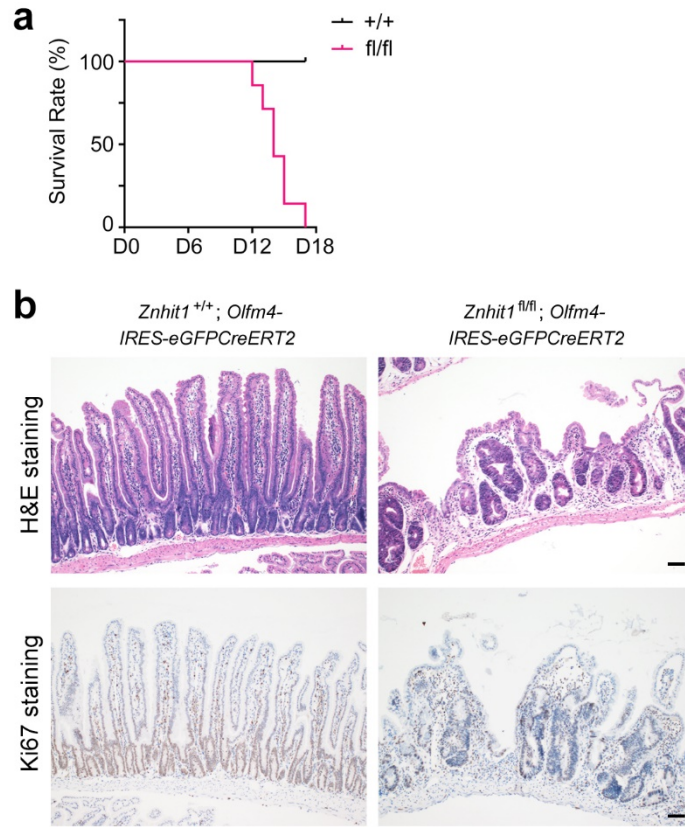 a
+/+
fl/fl
Survival Rate (%)
100
50
0
D0 D6 D12 D18
b
Znhit1+/+; Olfm4-
IRES-eGFPCreERT2
Znhit1fl/fl; Olfm4-
IRES-eGFPCreERT2
H&E staining
Ki67 staining